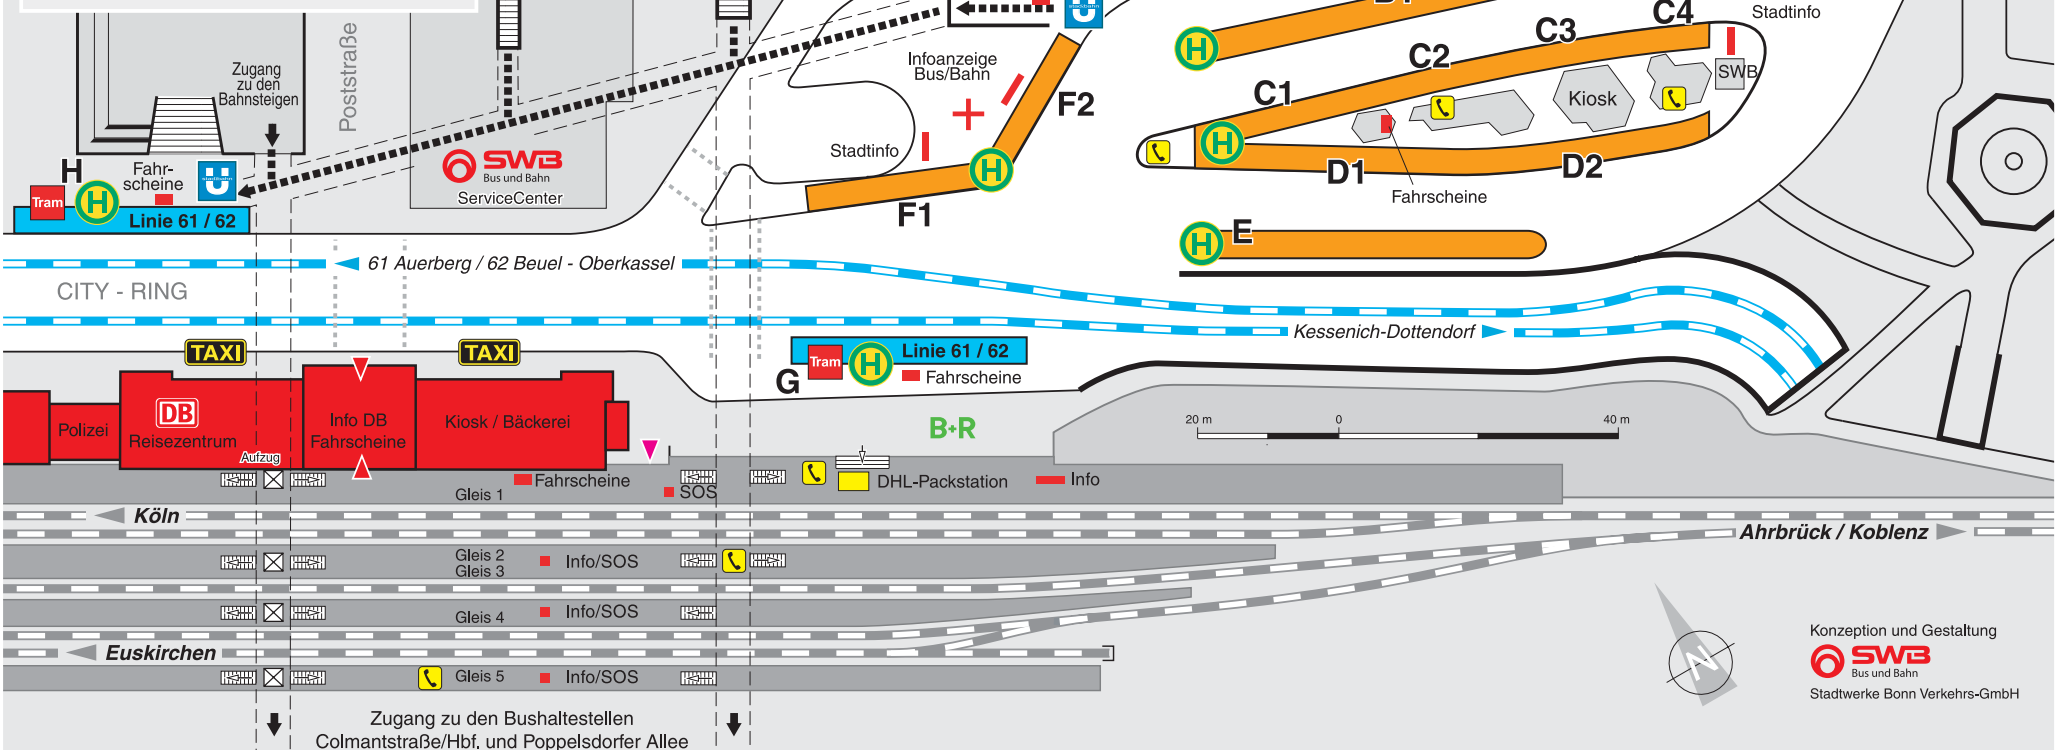 Stadtinfo
C4
C3
C2
C1
SWB
Kiosk
H
D1
D2
Fahrscheine
H
E
H
Infoanzeige
Bus/Bahn
F2
Stadtinfo
H
F1
Ü
stadtbahn
Zugang
zu den
Bahnsteigen
Poststraße
H
Fahr-
scheine
Ü
stadtbahn
Tram
H
Linie 61 / 62
SWB
Bus und Bahn
ServiceCenter
61 Auerberg / 62 Beuel - Oberkassel
CITY - RING
Kessenich-Dottendorf
TAXI
TAXI
Tram
H
Linie 61 / 62
G
Fahrscheine
Polizei
DB
Reisezentrum
Info DB
Fahrscheine
Kiosk / Bäckerei
B+R
20 m
0
40 m
Aufzug
Gleis 1
Fahrscheine
SOS
DHL-Packstation
Info
Köln
Ahrbrück / Koblenz
Gleis 2
Gleis 3
Info/SOS
Gleis 4
Info/SOS
Euskirchen
Gleis 5
Info/SOS
N
Konzeption und Gestaltung
SWB
Bus und Bahn
Stadtwerke Bonn Verkehrs-GmbH
Zugang zu den Bushaltestellen
Colmantstraße/Hbf. und Poppelsdorfer Allee